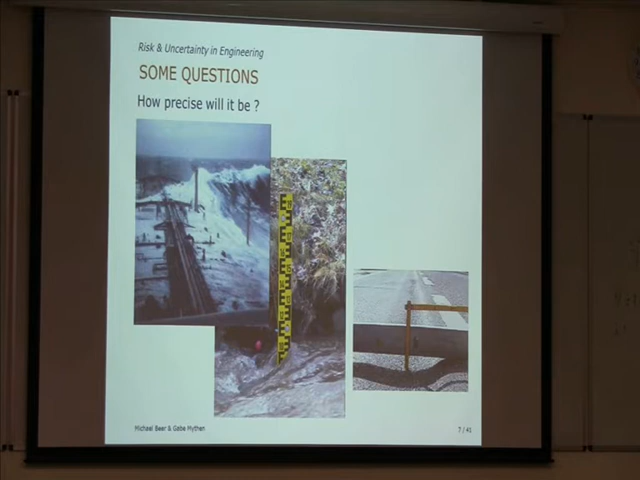 Risk & Uncertainty in Engineering
SOME QUESTIONS
How precise will it be ?
Michael Beer & Gabe Mythen
7 / 41